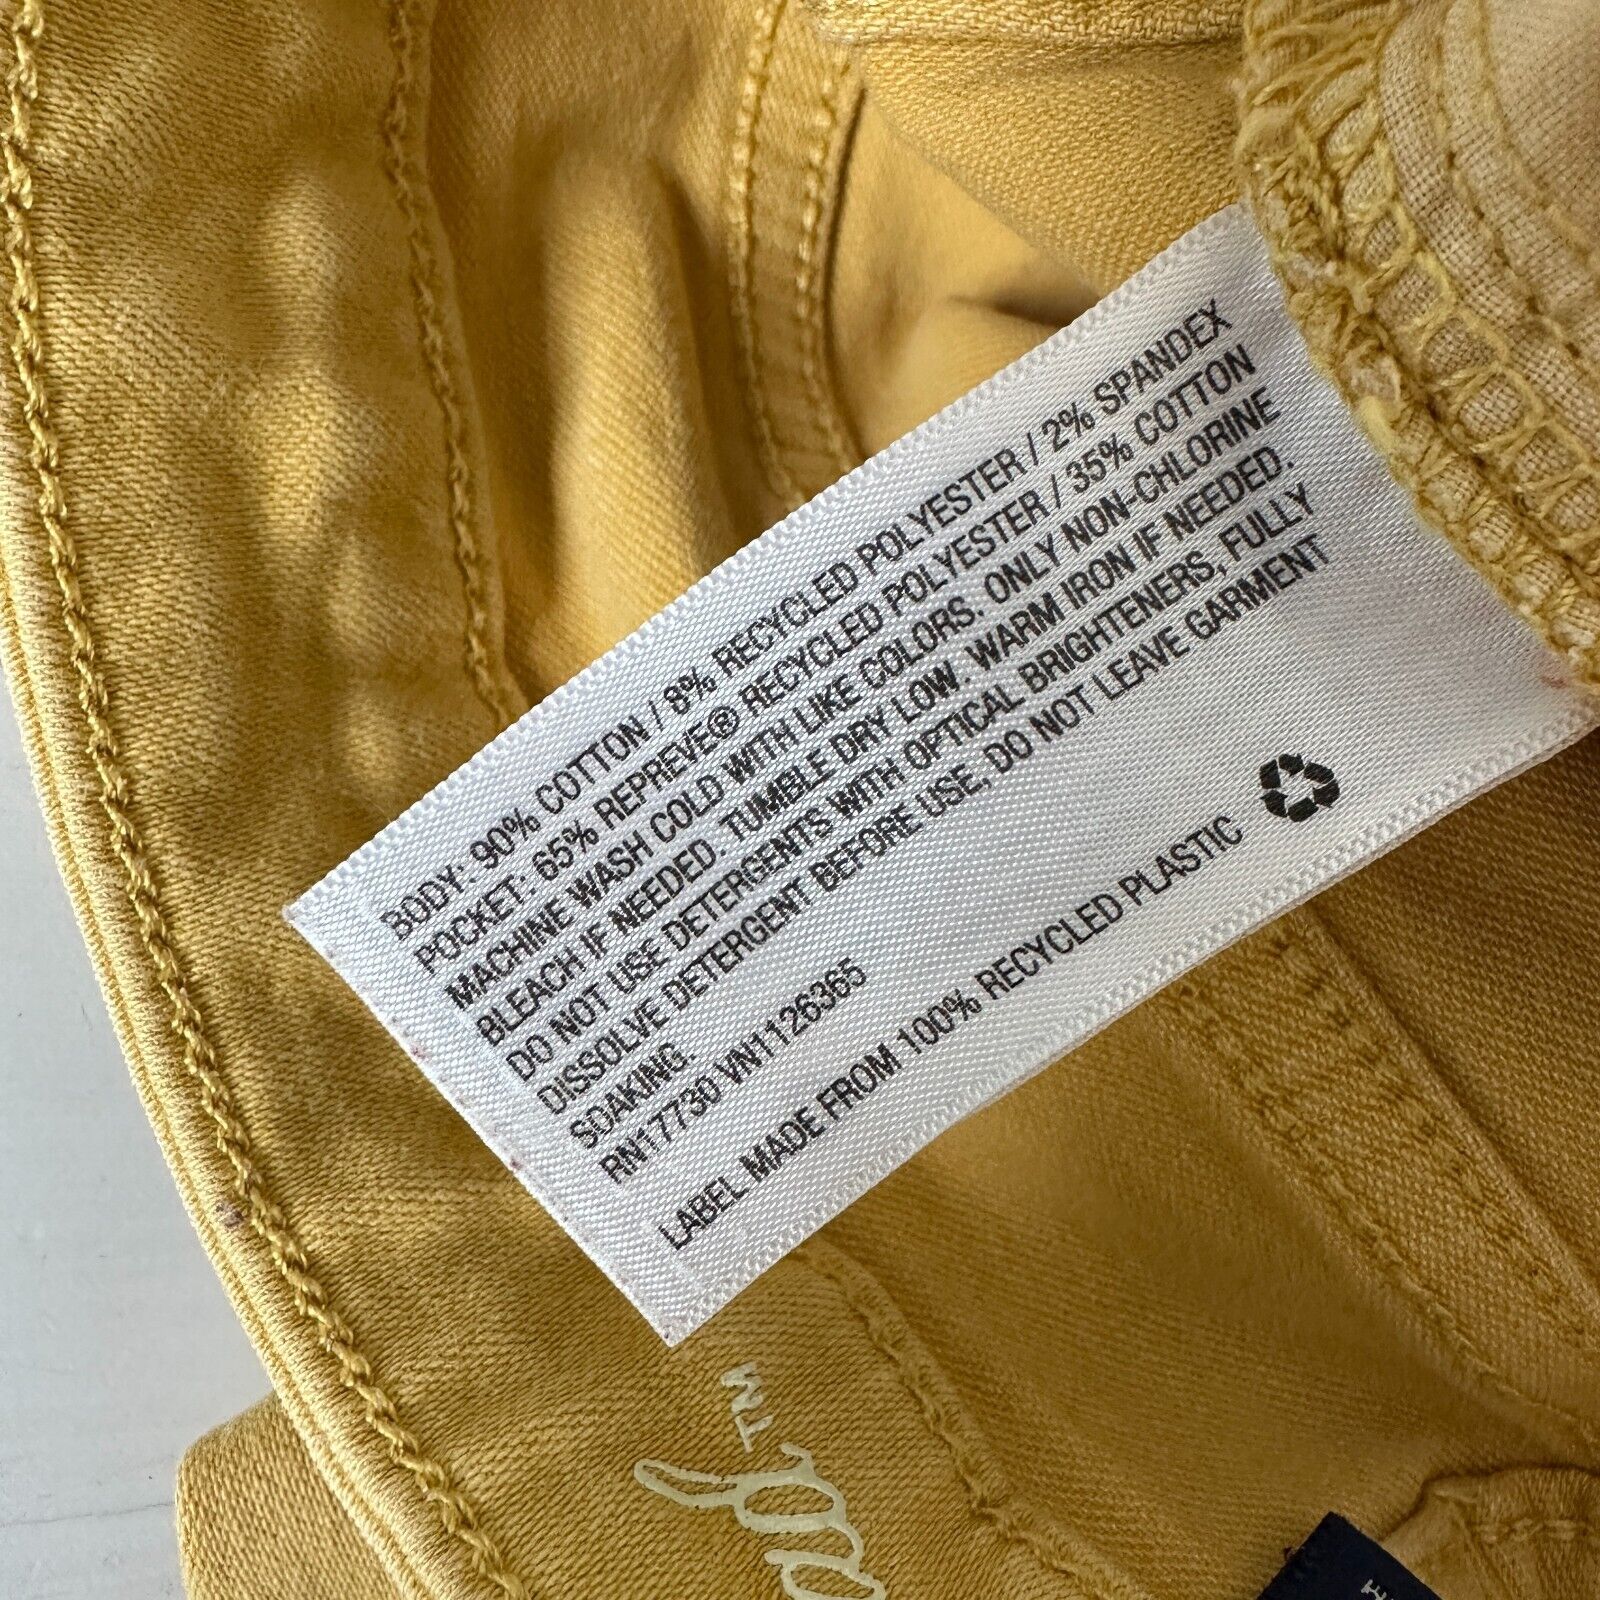 BODY: 90% COTTON / 8% RECYCLED POLYESTER / 2% SPANDEX
POCKET: 65% REPREVE® RECYCLED POLYESTER / 35% COTTON
MACHINE WASH COLD WITH LIKE COLORS. ONLY NON-CHLORINE
BLEACH IF NEEDED. TUMBLE DRY LOW. WARM IRON IF NEEDED.
DO NOT USE DETERGENTS WITH OPTICAL BRIGHTENERS, FULLY
DISSOLVE DETERGENT BEFORE USE, DO NOT LEAVE GARMENT
SOAKING.
RN17730 VN1126365
LABEL MADE FROM 100% RECYCLED PLASTIC
TM